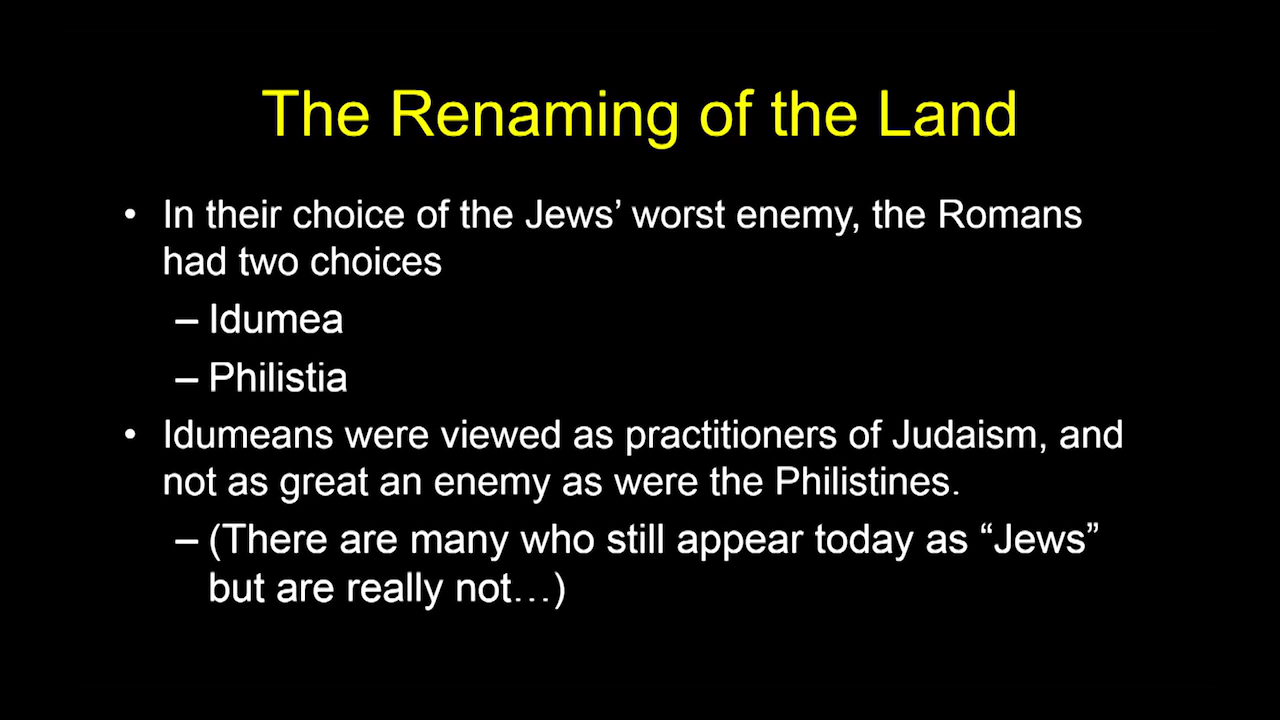 The Renaming of the Land
• In their choice of the Jews’ worst enemy, the Romans
had two choices
– Idumea
– Philistia
• Idumeans were viewed as practitioners of Judaism, and
not as great an enemy as were the Philistines.
– (There are many who still appear today as “Jews”
but are really not…)